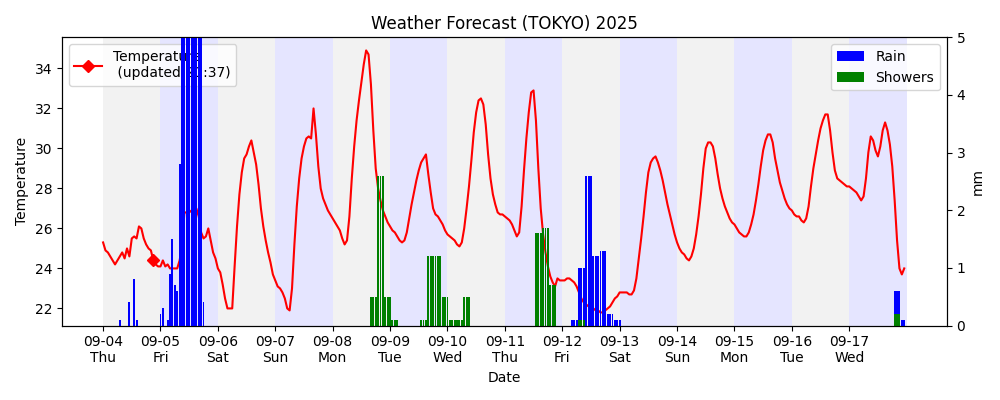 Weather Forecast (TOKYO) 2025
Temperature
(updated :37)
Rain
Showers
34
32
30
28
26
24
22
Temperature
5
4
3
2
1
0
mm
09-04 09-05 09-06 09-07 09-08 09-09 09-10 09-11 09-12 09-13 09-14 09-15 09-16 09-17
Thu Fri Sat Sun Mon Tue Wed Thu Fri Sat Sun Mon Tue Wed
Date